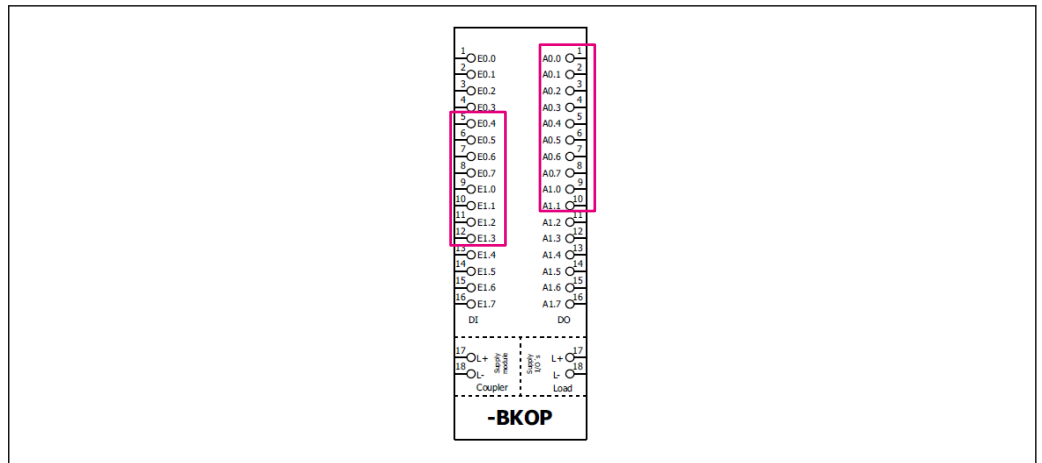 1 E0.0 A0.0 1
2 E0.1 A0.1 2
3 E0.2 A0.2 3
4 E0.3 A0.3 4
5 E0.4 A0.4 5
6 E0.5 A0.5 6
7 E0.6 A0.6 7
8 E0.7 A0.7 8
9 E1.0 A1.0 9
10 E1.1 A1.1 10
11 E1.2 A1.2 11
12 E1.3 A1.3 12
13 E1.4 A1.4 13
14 E1.5 A1.5 14
15 E1.6 A1.6 15
16 E1.7 A1.7 16
DI DO
17 L+ L+ 17
18 L- L- 18
Supply
module
Supply
I/O´s
Coupler Load
-BKOP